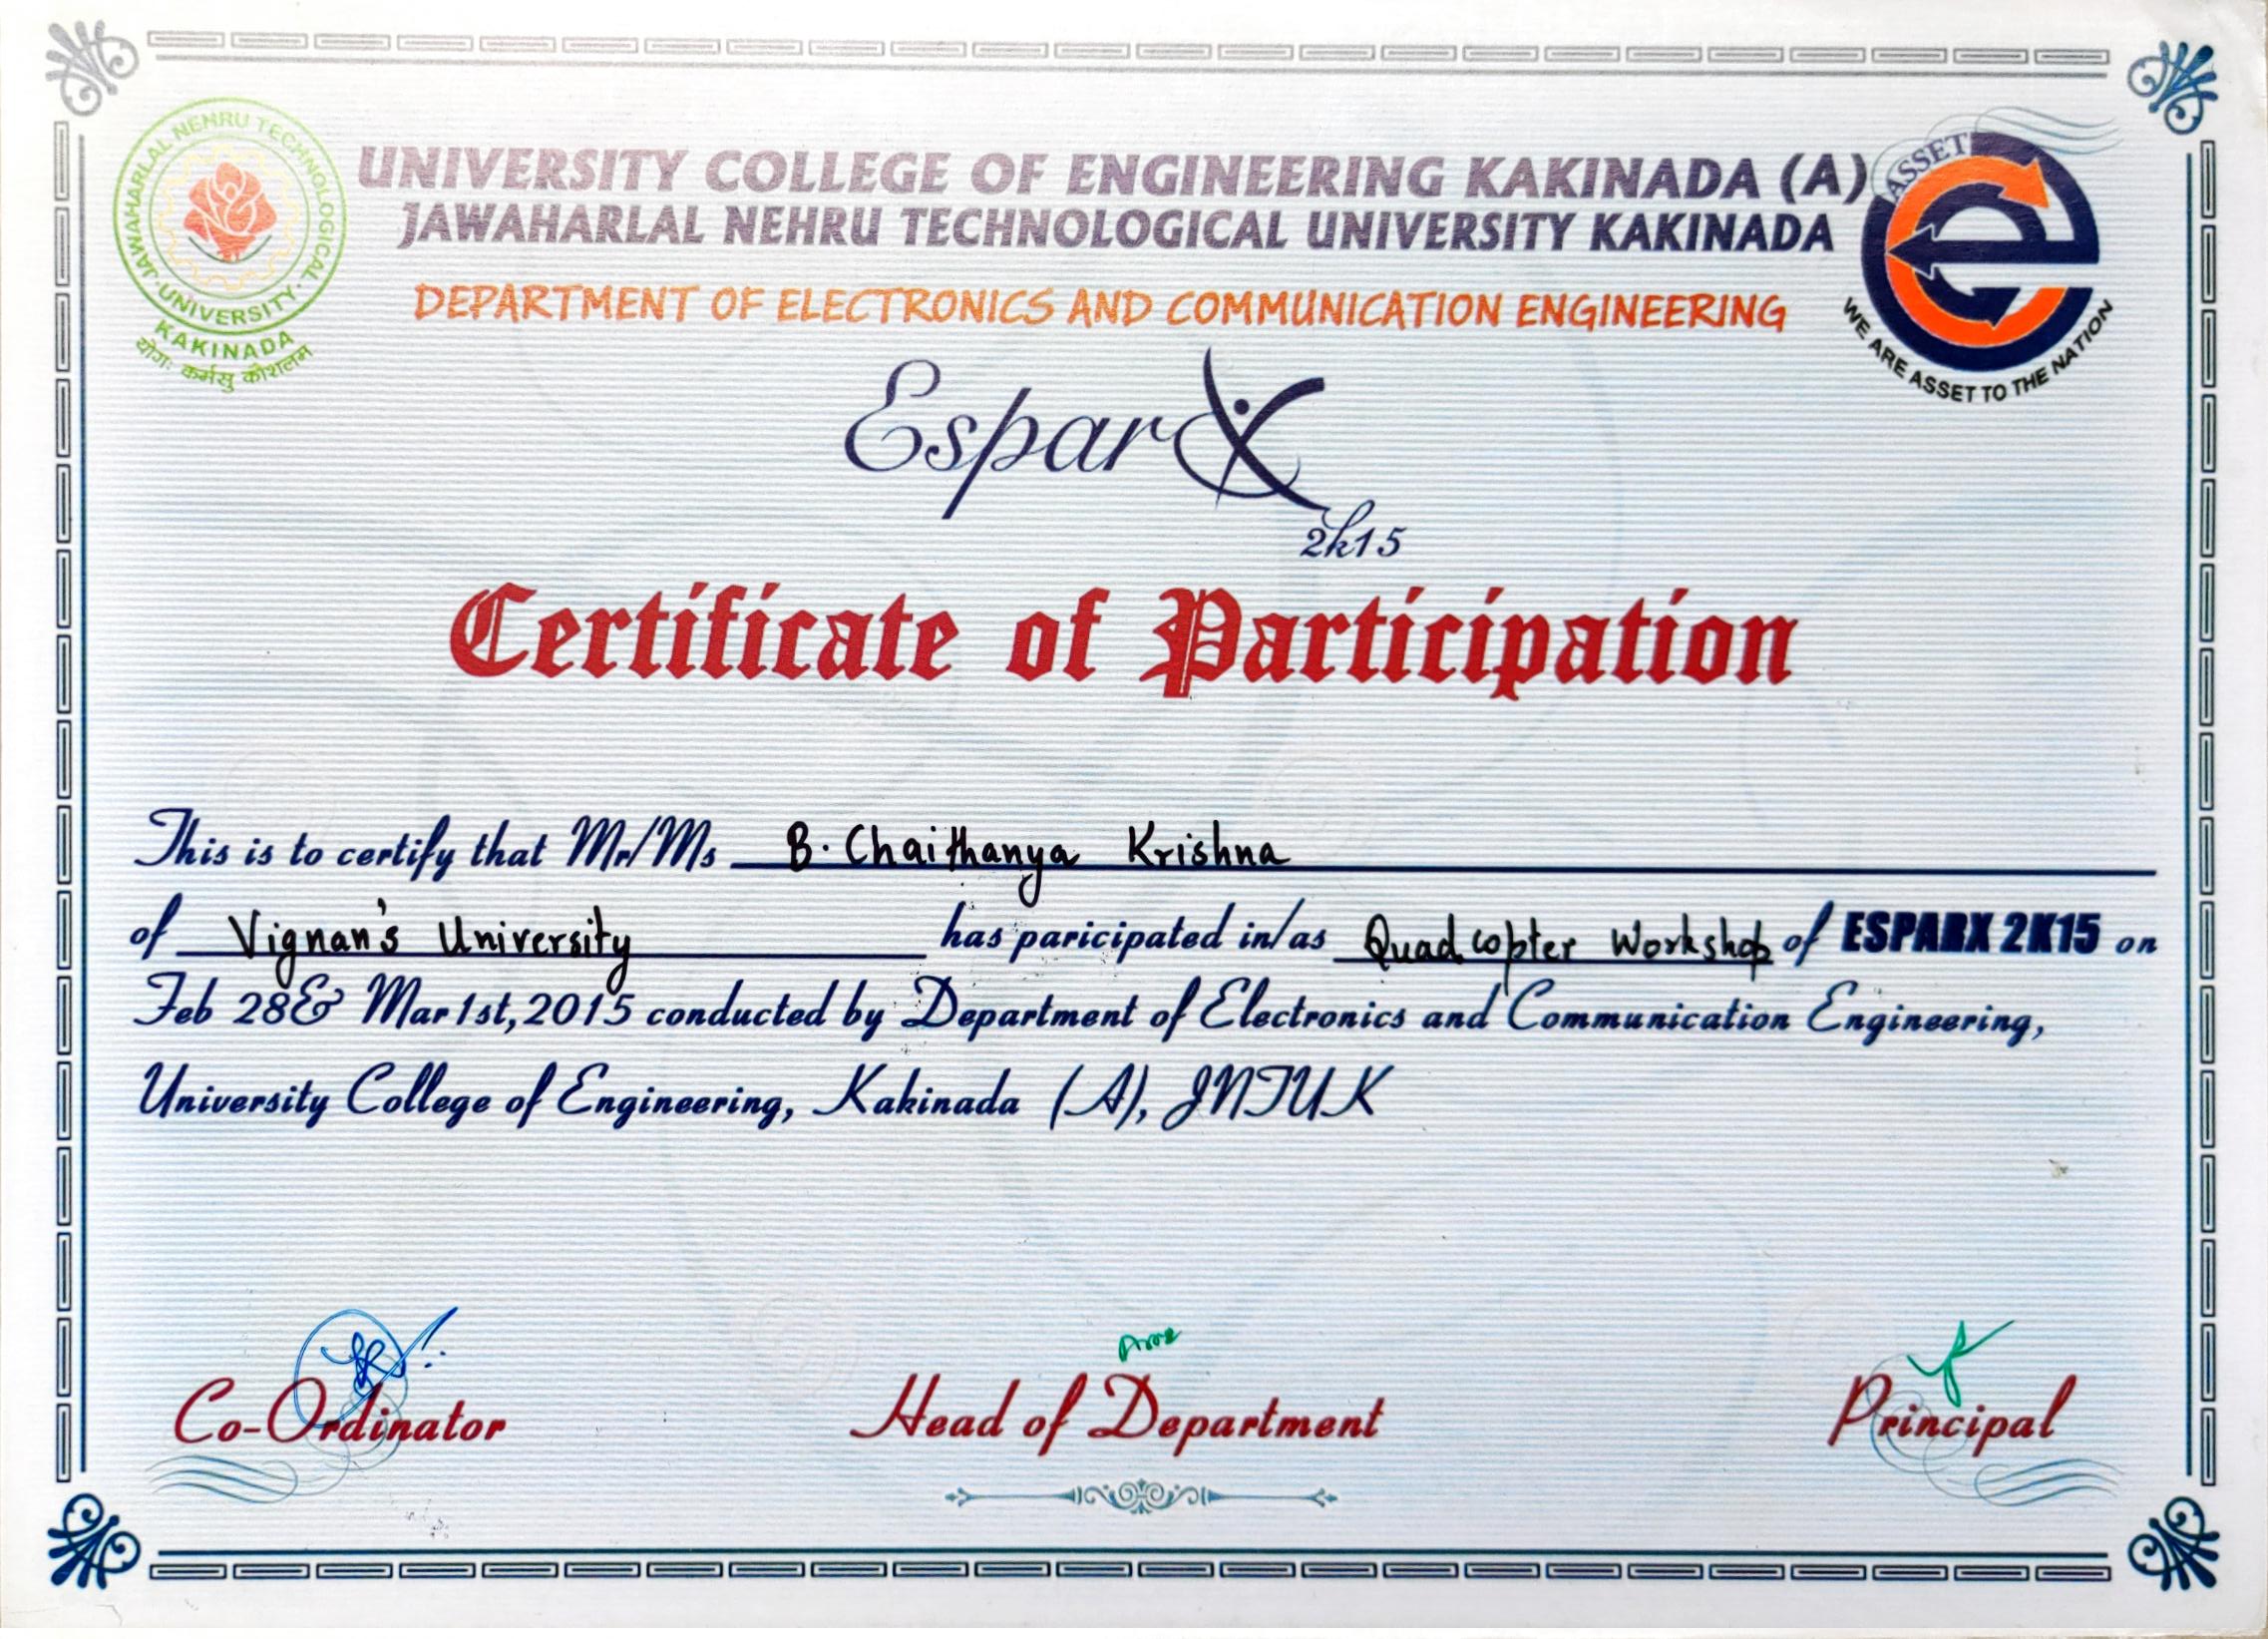 JAWAHARLAL NEHRU TECHNOLOGICAL
· UNIVERSITY ·
KAKINADA
योगः कर्मसु कौशलम्
UNIVERSITY COLLEGE OF ENGINEERING KAKINADA (A)
JAWAHARLAL NEHRU TECHNOLOGICAL UNIVERSITY KAKINADA
DEPARTMENT OF ELECTRONICS AND COMMUNICATION ENGINEERING
ASSET
WE ARE ASSET TO THE NATION
EsparX
2k15
Certificate of Participation
This is to certify that Mr/Ms B. Chaithanya Krishna
of Vignan's University has paricipated in/as Quadcopter Workshop of ESPARX 2K15 on
Feb 28& Mar 1st, 2015 conducted by Department of Electronics and Communication Engineering,
University College of Engineering, Kakinada (A), JNTUK
Co-Ordinator Head of Department Principal